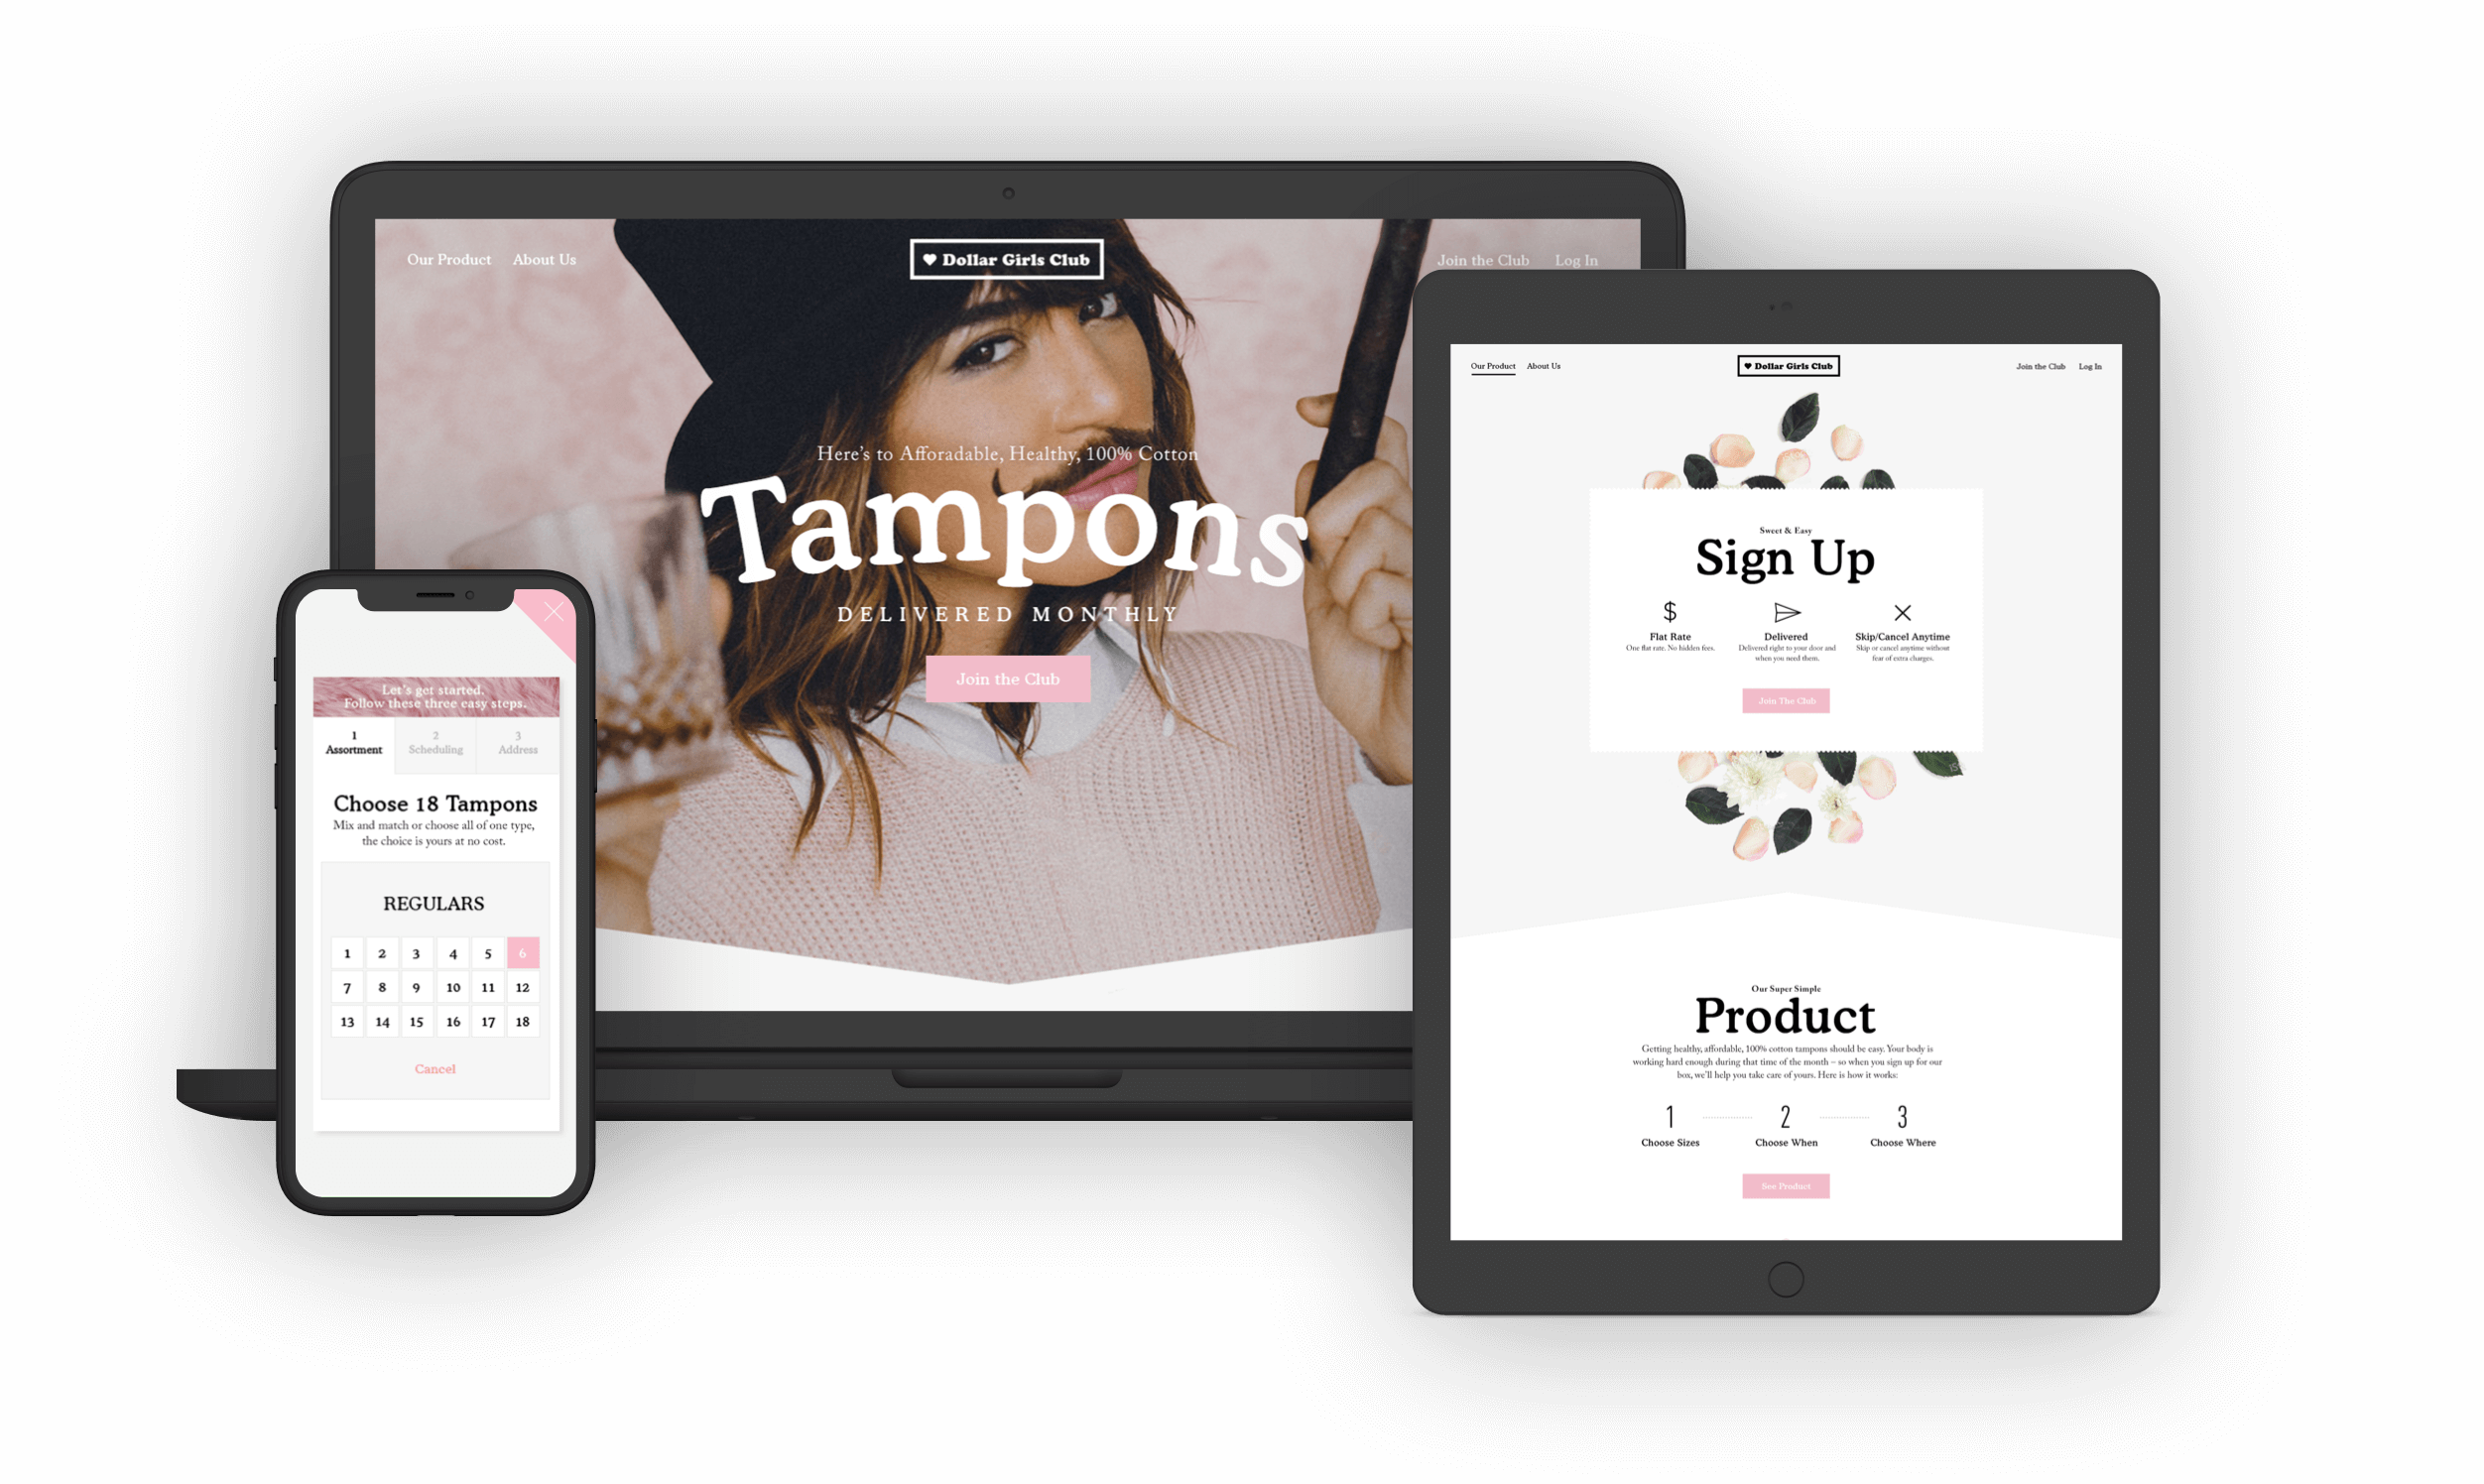 Our Product About Us
Dollar Girls Club
Join the Club Log In
Here's to Afforadable, Healthy, 100% Cotton
Tampons
DELIVERED MONTHLY
Join the Club
Let's get started.
Follow these three easy steps.
1 2 3
Assortment Scheduling Address
Choose 18 Tampons
Mix and match or choose all of one type,
the choice is yours at no cost.
REGULARS
1 2 3 4 5 6
7 8 9 10 11 12
13 14 15 16 17 18
Cancel
Our Product About Us
Dollar Girls Club
Join the Club Log In
Sweet & Easy
Sign Up
$
Flat Rate
One flat rate. No hidden fees.
Delivered
Delivered right to your door and
when you need them.
Skip/Cancel Anytime
Skip or cancel anytime without
fear of extra charges.
Join The Club
Our Super Simple
Product
Getting healthy, affordable, 100% cotton tampons should be easy. Your body is
working hard enough during that time of the month – so when you sign up for our
box, we'll help you take care of yours. Here is how it works:
1 2 3
Choose Sizes Choose When Choose Where
See Product